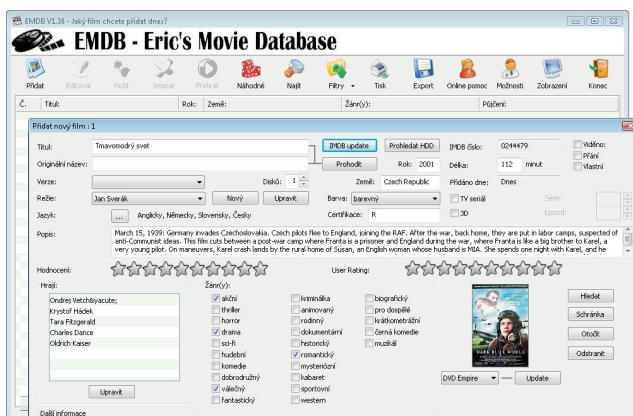 EMDB V1.30 - Jaký film chcete přidat dnes?
EMDB - Eric's Movie Database
Přidat Editovat Vložit Smazat Přehrát Náhodné Najít Filtry Tisk Export Online pomoc Možnosti Zobrazení Konec
Č. Titul: Rok: Země: Žánr(y): Půjčeni:
Přidat nový film : 1
Titul: Tmavomodrý svet IMDB update Prohledat HDD IMDB číslo: 0244479 Viděno:
Originální název: Prohodit Rok: 2001 Délka: 112 minut Přání
Vlastní
Verze: Disků: 1 Země: Czech Republic Přidáno dne: Dnes
Režie: Jan Sverák Nový Upravit Barva: barevný TV seriál Série:
Jazyk: ... Anglicky, Německy, Slovensky, Česky Certifikace: R 3D Epizod:
Popis: March 15, 1939: Germany invades Czechoslovakia. Czech pilots flee to England, joining the RAF. After the war, back home, they are put in labor camps, suspected of
anti-Communist ideas. This film cuts between a post-war camp where Franta is a prisoner and England during the war, where Franta is like a big brother to Karel, a
very young pilot. On maneuvers, Karel crash lands by the rural home of Susan, an English woman whose husband is MIA. She spends one night with Karel, and he
Hodnocení: User Rating:
Hrají: Žánr(y):
Ondrej Vetch&yacute;
Krystof Hádek
Tara Fitzgerald
Charles Dance
Oldrich Kaiser
Upravit
akční kriminálka biografický
thriller animovaný pro dospělé
horror rodinný krátkometrážní
drama dokumentární černá komedie
sci-fi historický muzikál
hudební romantický
komedie mysteriózní
dobrodružný kabaret
válečný sportovní
fantastický western
DARK BLUE WORLD
DVD Empire Update
Hledat
Schránka
Otočit
Odstranit
Další informace